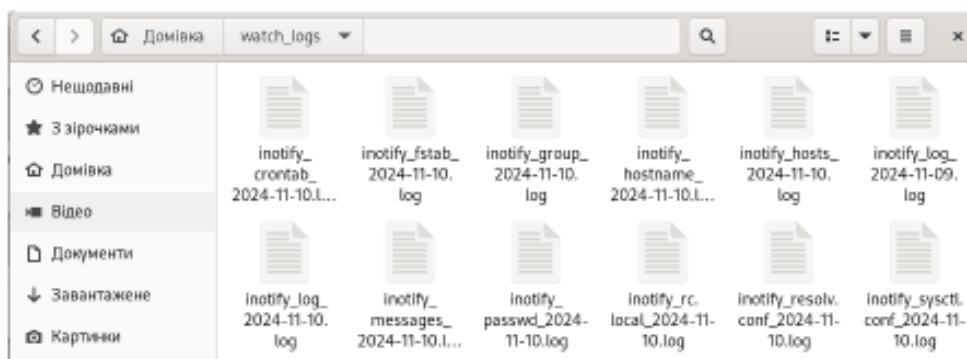 Домівка watch_logs
Нещодавні
З зірочками
Домівка
Відео
Документи
Завантажене
Картинки
inotify_
crontab_
2024-11-10.l...
inotify_fstab_
2024-11-10.
log
inotify_group_
2024-11-10.
log
inotify_
hostname_
2024-11-10.l...
inotify_hosts_
2024-11-10.
log
inotify_log_
2024-11-09.
log
inotify_log_
2024-11-10.
log
inotify_
messages_
2024-11-10.l...
inotify_
passwd_2024-
11-10.log
inotify_rc.
local_2024-11-
10.log
inotify_resolv.
conf_2024-11-
10.log
inotify_sysctl.
conf_2024-11-
10.log